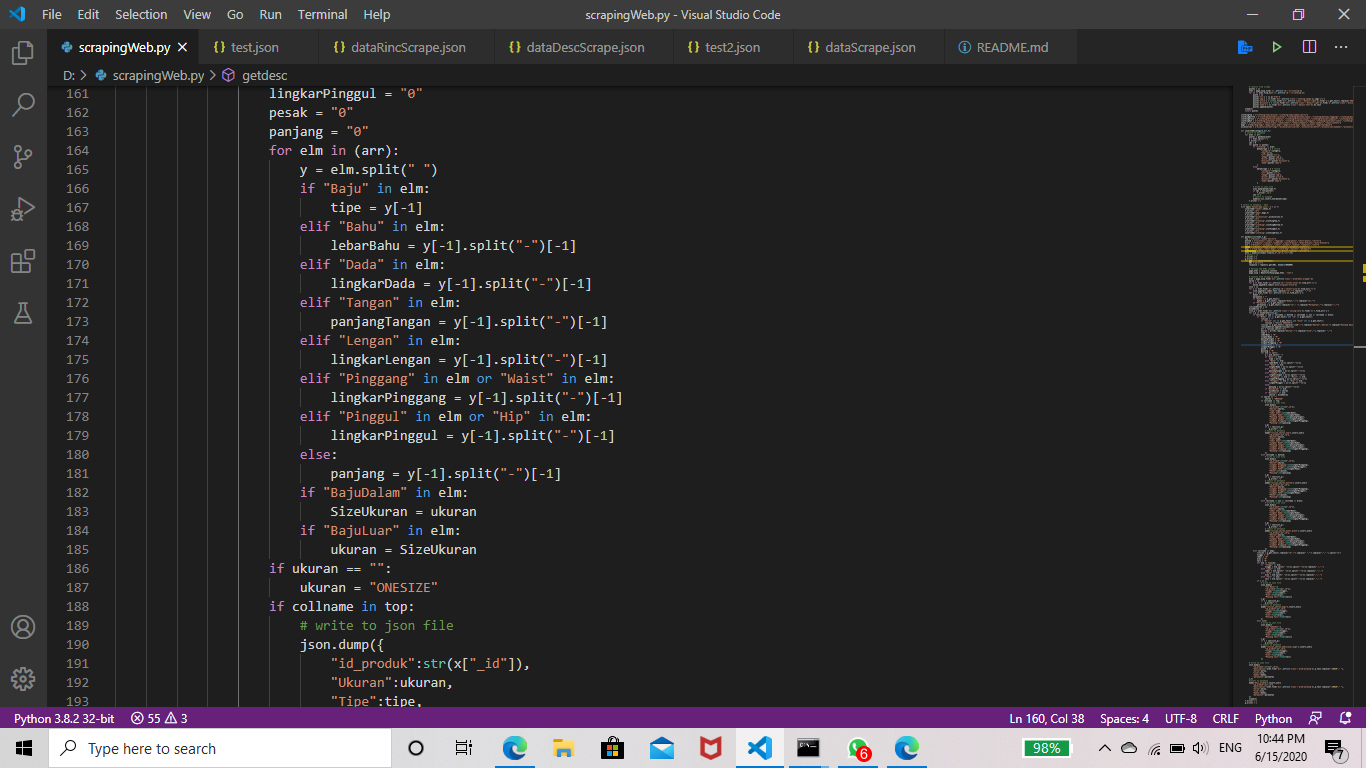 File Edit Selection View Go Run Terminal Help
scrapingWeb.py - Visual Studio Code
scrapingWeb.py test.json dataRincScrape.json dataDescScrape.json test2.json dataScrape.json README.md
D: > scrapingWeb.py > getdesc
161 lingkarPinggul = "0"
162 pesak = "0"
163 panjang = "0"
164 for elm in (arr):
165 y = elm.split(" ")
166 if "Baju" in elm:
167 tipe = y[-1]
168 elif "Bahu" in elm:
169 lebarBahu = y[-1].split("-")[-1]
170 elif "Dada" in elm:
171 lingkarDada = y[-1].split("-")[-1]
172 elif "Tangan" in elm:
173 panjangTangan = y[-1].split("-")[-1]
174 elif "Lengan" in elm:
175 lingkarLengan = y[-1].split("-")[-1]
176 elif "Pinggang" in elm or "Waist" in elm:
177 lingkarPinggang = y[-1].split("-")[-1]
178 elif "Pinggul" in elm or "Hip" in elm:
179 lingkarPinggul = y[-1].split("-")[-1]
180 else:
181 panjang = y[-1].split("-")[-1]
182 if "BajuDalam" in elm:
183 SizeUkuran = ukuran
184 if "BajuLuar" in elm:
185 ukuran = SizeUkuran
186 if ukuran == "":
187 ukuran = "ONESIZE"
188 if collname in top:
189 # write to json file
190 json.dump({
191 "id_produk":str(x["_id"]),
192 "Ukuran":ukuran,
193 "Tipe":tipe,
Python 3.8.2 32-bit 55 3 Ln 160, Col 38 Spaces: 4 UTF-8 CRLF Python
Type here to search 6 98% ENG 10:44 PM
6/15/2020 7